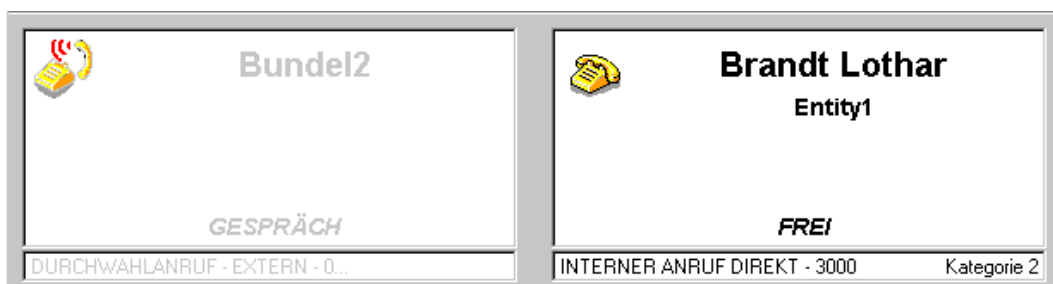 Bundel2
GESPRÄCH
DURCHWAHLANRUF - EXTERN - 0...
Brandt Lothar
Entity1
FREI
INTERNER ANRUF DIREKT - 3000 Kategorie 2